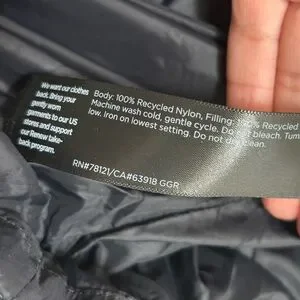 We want our clothes
back. Bring your
gently worn
garments to our US
stores and support
our Renew take-
back program.
Body: 100% Recycled Nylon, Filling: 100% Recycled
Machine wash cold, gentle cycle. Do not bleach. Tum
low. Iron on lowest setting. Do not dry clean.
RN#78121/CA#63918 GGR